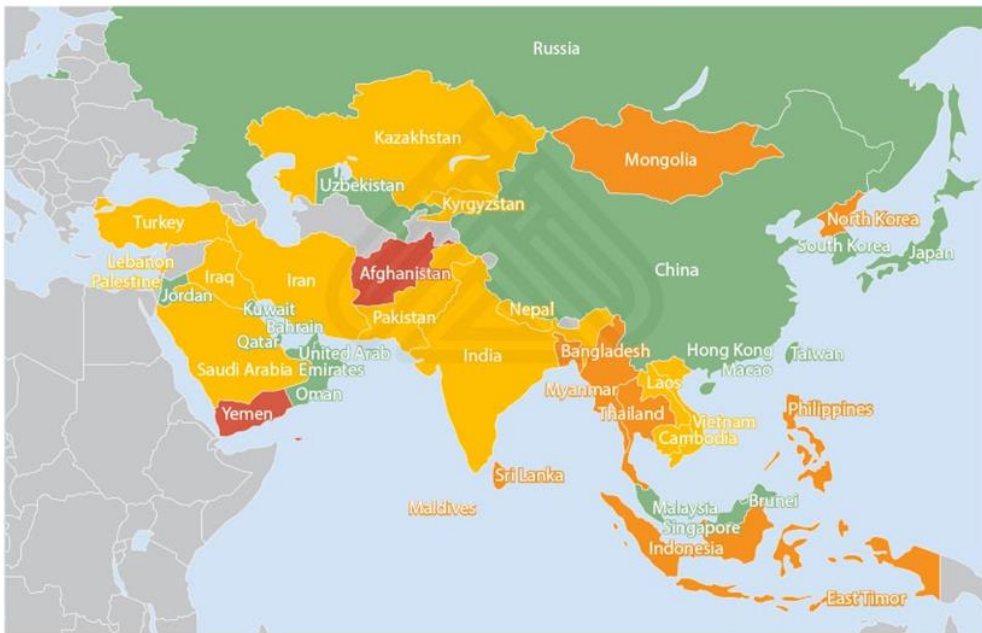 Russia
Kazakhstan
Mongolia
Uzbekistan
Kyrgyzstan
Turkey
North Korea
South Korea
Japan
Lebanon
Palestine
Iraq
Iran
Afghanistan
China
Jordan
Kuwait
Bahrain
Pakistan
Nepal
Qatar
United Arab
Emirates
Saudi Arabia
India
Bangladesh
Hong Kong
Macao
Taiwan
Oman
Myanmar
Laos
Yemen
Thailand
Vietnam
Cambodia
Philippines
Sri Lanka
Maldives
Malaysia
Brunei
Singapore
Indonesia
East Timor